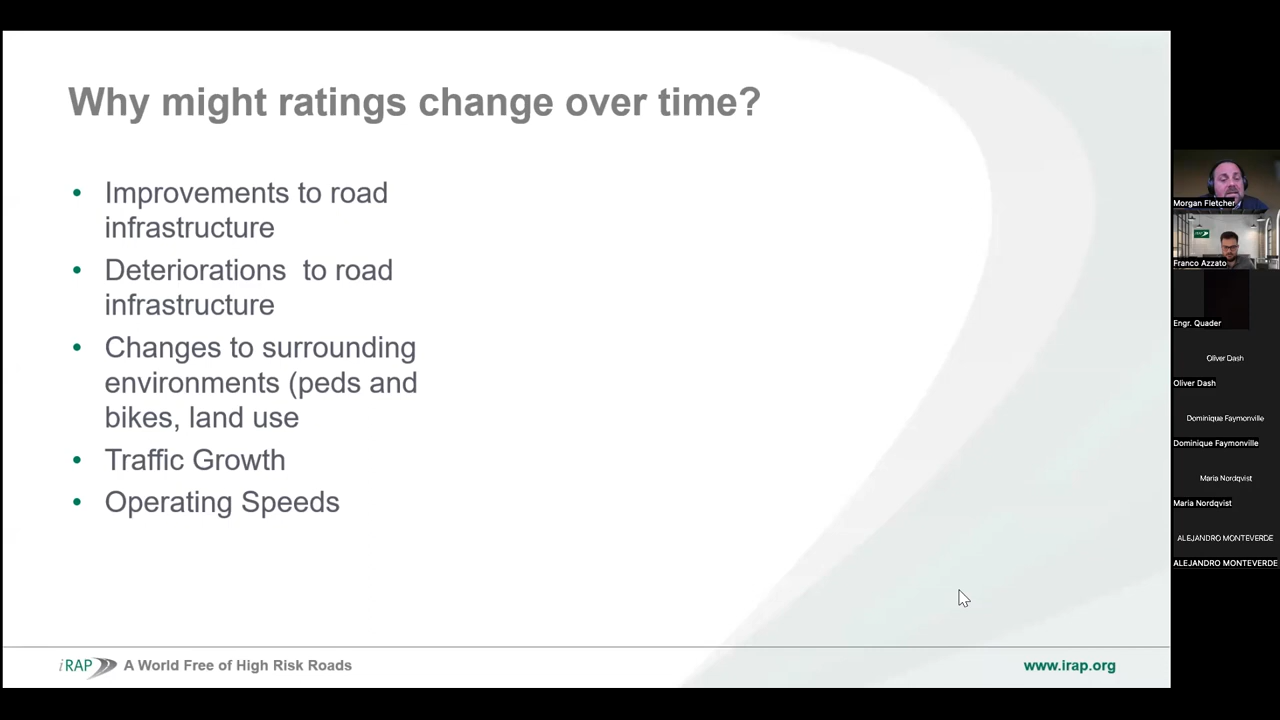 Why might ratings change over time?
• Improvements to road
infrastructure
• Deteriorations  to road
infrastructure
• Changes to surrounding
environments (peds and
bikes, land use
• Traffic Growth
• Operating Speeds
iRAP A World Free of High Risk Roads
www.irap.org
Morgan Fletcher
iRAP
Franco Azzato
Engr. Quader
Oliver Dash
Oliver Dash
Dominique Faymonville
Dominique Faymonville
Maria Nordqvist
Maria Nordqvist
ALEJANDRO MONTEVERDE
ALEJANDRO MONTEVERDE